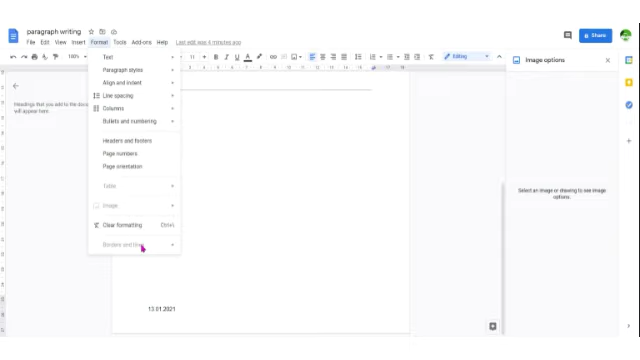 paragraph writing
File Edit View Insert Format Tools Add-ons Help Last edit was 4 minutes ago
Share
100% 11 B I U A Editing
Image options
Text
Paragraph styles
Align and indent
Line spacing
Columns
Bullets and numbering
Headers and footers
Page numbers
Page orientation
Table
Image
Clear formatting Ctrl+\
Borders and lines
Headings that you add to the
will appear here.
Select an image or drawing to see image
options.
13.01.2021